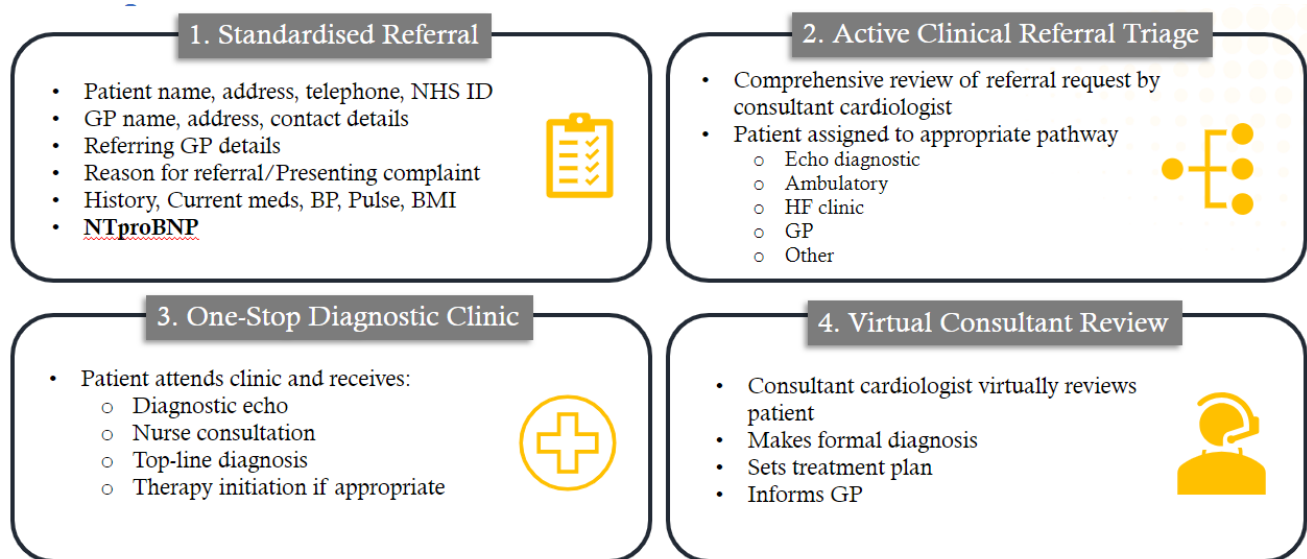 1. Standardised Referral
• Patient name, address, telephone, NHS ID
• GP name, address, contact details
• Referring GP details
• Reason for referral/Presenting complaint
• History, Current meds, BP, Pulse, BMI
• NTproBNP
2. Active Clinical Referral Triage
• Comprehensive review of referral request by
consultant cardiologist
• Patient assigned to appropriate pathway
o Echo diagnostic
o Ambulatory
o HF clinic
o GP
o Other
3. One-Stop Diagnostic Clinic
• Patient attends clinic and receives:
o Diagnostic echo
o Nurse consultation
o Top-line diagnosis
o Therapy initiation if appropriate
4. Virtual Consultant Review
• Consultant cardiologist virtually reviews
patient
• Makes formal diagnosis
• Sets treatment plan
• Informs GP